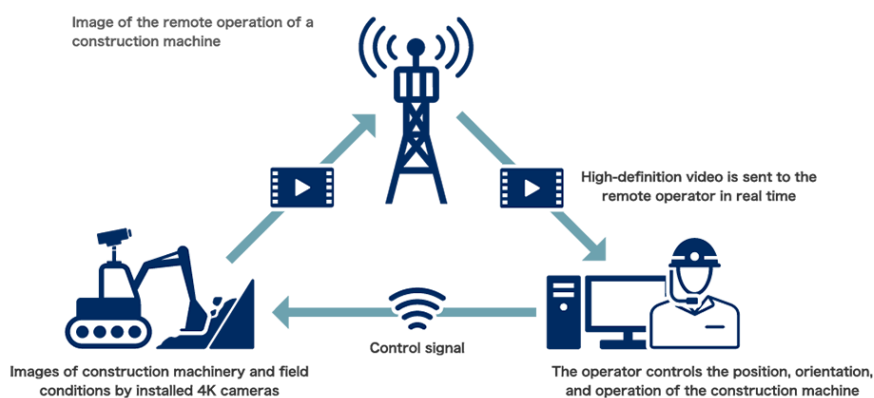 Image of the remote operation of a
construction machine
High-definition video is sent to the
remote operator in real time
Control signal
Images of construction machinery and field
conditions by installed 4K cameras
The operator controls the position, orientation,
and operation of the construction machine